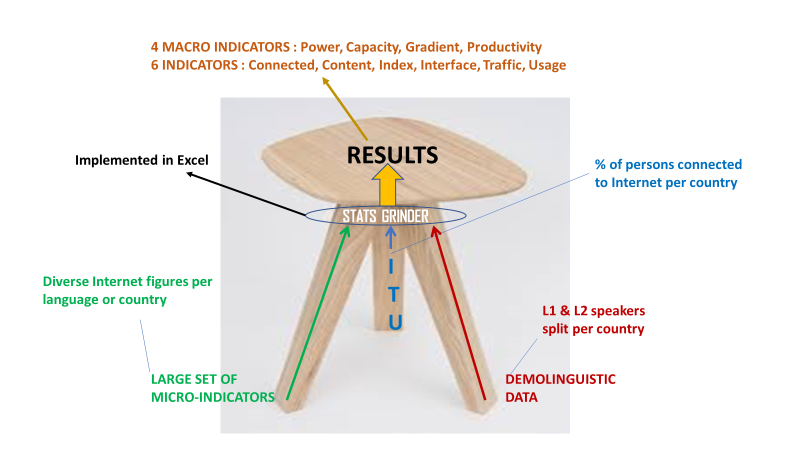 4 MACRO INDICATORS : Power, Capacity, Gradient, Productivity
6 INDICATORS : Connected, Content, Index, Interface, Traffic, Usage
Implemented in Excel
RESULTS
% of persons connected
to Internet per country
STATS GRINDER
Diverse Internet figures per
language or country
I
T
U
L1 & L2 speakers
split per country
LARGE SET OF
MICRO-INDICATORS
DEMOLINGUISTIC
DATA